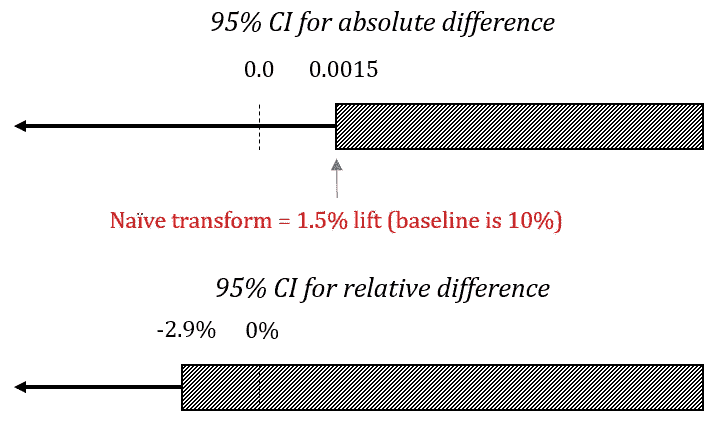 95% CI for absolute difference
0.0 0.0015
Naïve transform = 1.5% lift (baseline is 10%)
95% CI for relative difference
-2.9% 0%